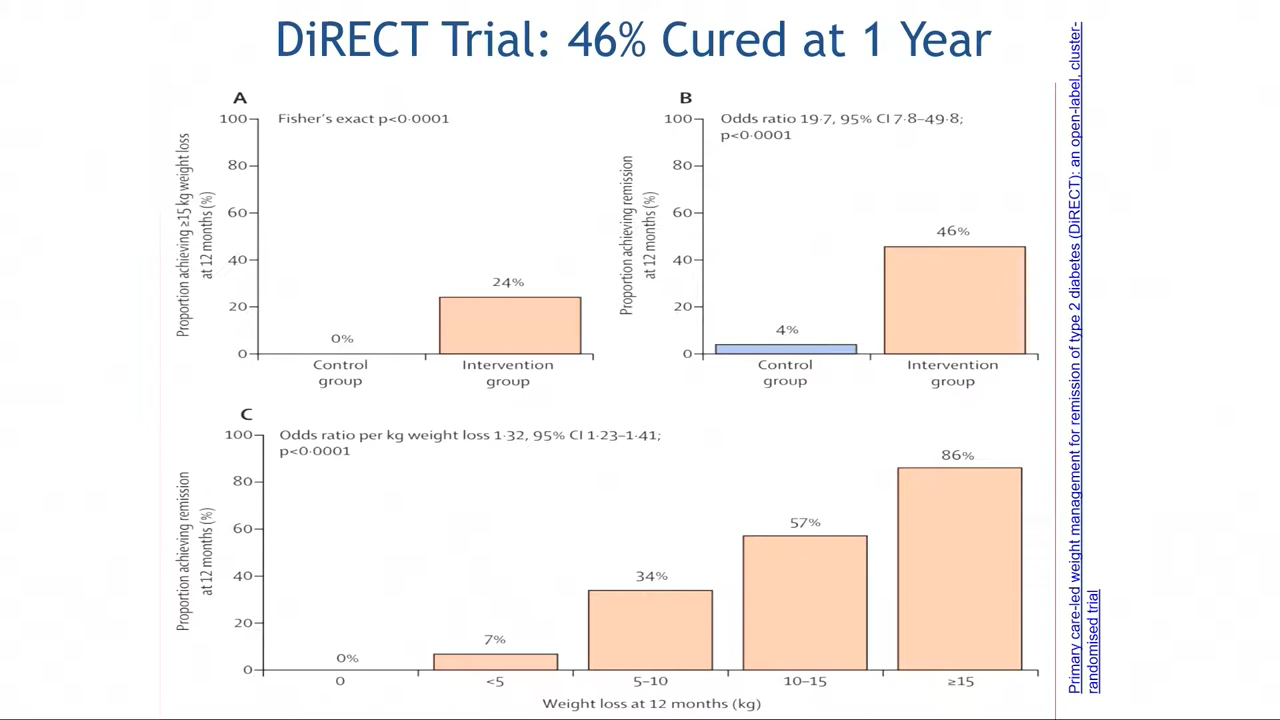 DiRECT Trial: 46% Cured at 1 Year
A
Fisher's exact p<0·0001
Proportion achieving ≥15 kg weight loss
at 12 months (%)
100
80
60
40
20
0
0%
24%
Control
group
Intervention
group
B
Odds ratio 19·7, 95% CI 7·8–49·8;
p<0·0001
Proportion achieving remission
at 12 months (%)
100
80
60
40
20
0
4%
46%
Control
group
Intervention
group
C
Odds ratio per kg weight loss 1·32, 95% CI 1·23–1·41;
p<0·0001
Proportion achieving remission
at 12 months (%)
100
80
60
40
20
0
0%
7%
34%
57%
86%
0
<5
5–10
10–15
≥15
Weight loss at 12 months (kg)
Primary care-led weight management for remission of type 2 diabetes (DiRECT): an open-label, cluster-
randomised trial